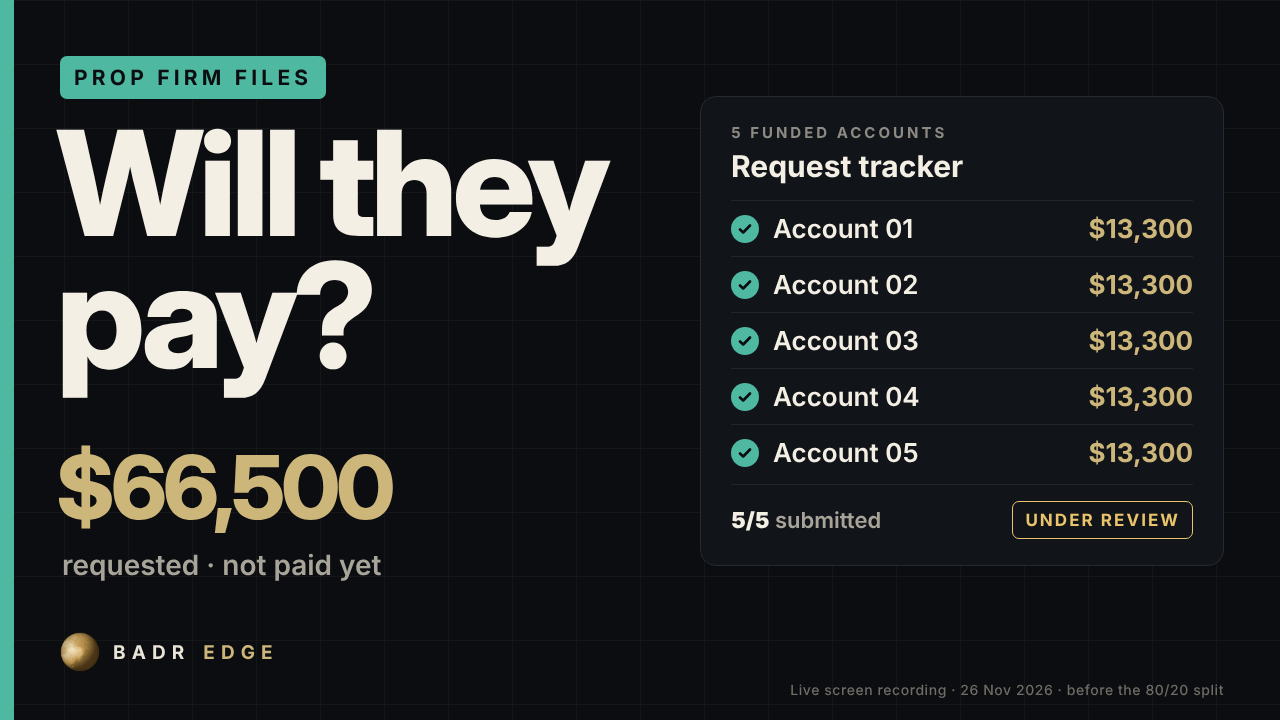 PROP FIRM FILES
Will they
pay?
$66,500
requested · not paid yet
BADR EDGE
5 FUNDED ACCOUNTS
Request tracker
Account 01 $13,300
Account 02 $13,300
Account 03 $13,300
Account 04 $13,300
Account 05 $13,300
5/5 submitted UNDER REVIEW
Live screen recording · 26 Nov 2026 · before the 80/20 split